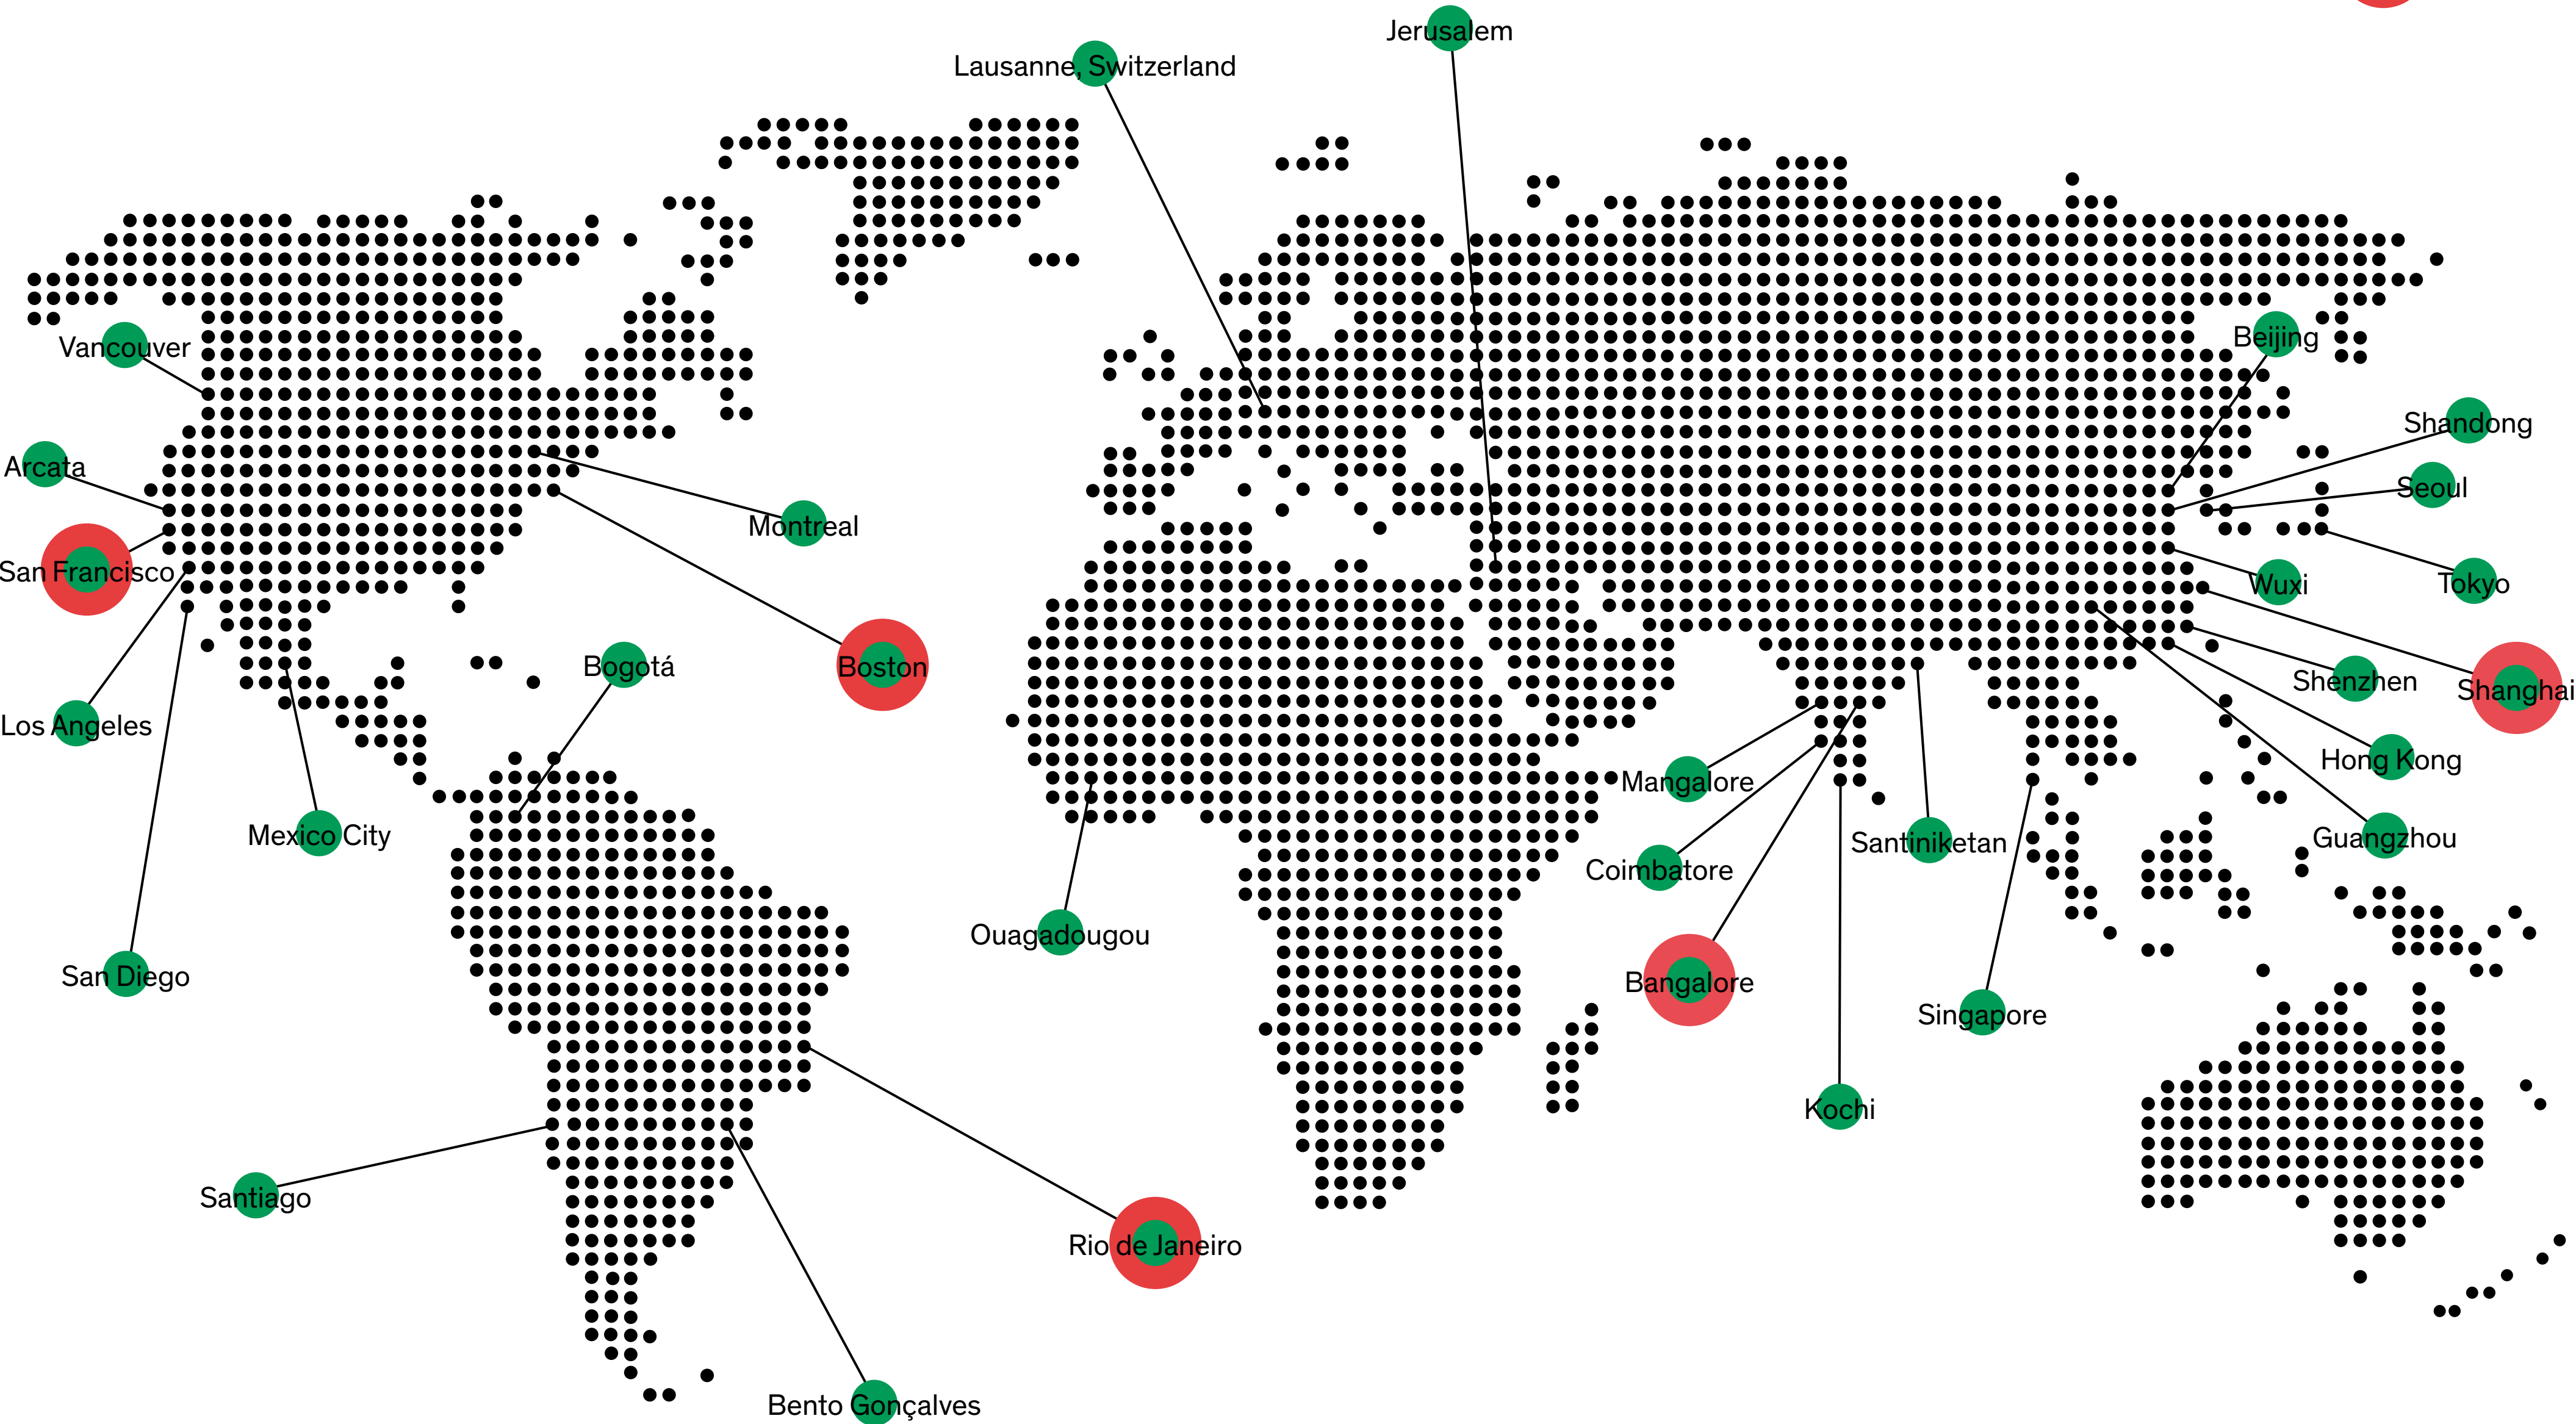 Jerusalem
Lausanne, Switzerland
Beijing
Vancouver
Shandong
Arcata
Seoul
Montreal
San Francisco
Wuxi
Tokyo
Bogotá
Boston
Shenzhen
Shanghai
Los Angeles
Hong Kong
Mangalore
Mexico City
Guangzhou
Santiniketan
Coimbatore
Ouagadougou
San Diego
Bangalore
Singapore
Kochi
Santiago
Rio de Janeiro
Bento Gonçalves